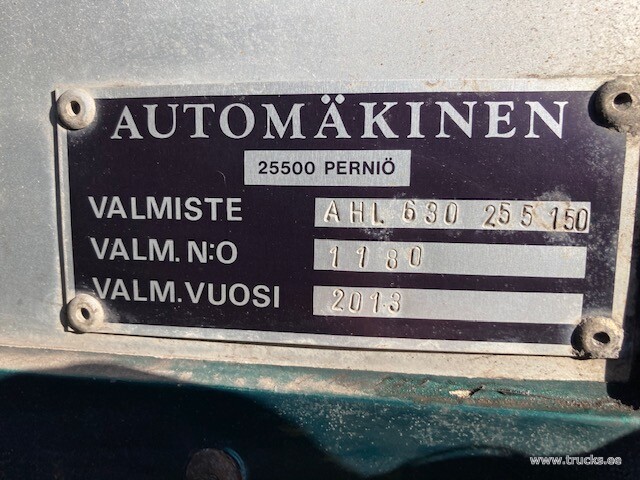 AUTOMÄKINEN
25500 PERNIÖ
VALMISTE AHL 630 255 150
VALM. N:O 1180
VALM. VUOSI 2013
www.trucks.ee